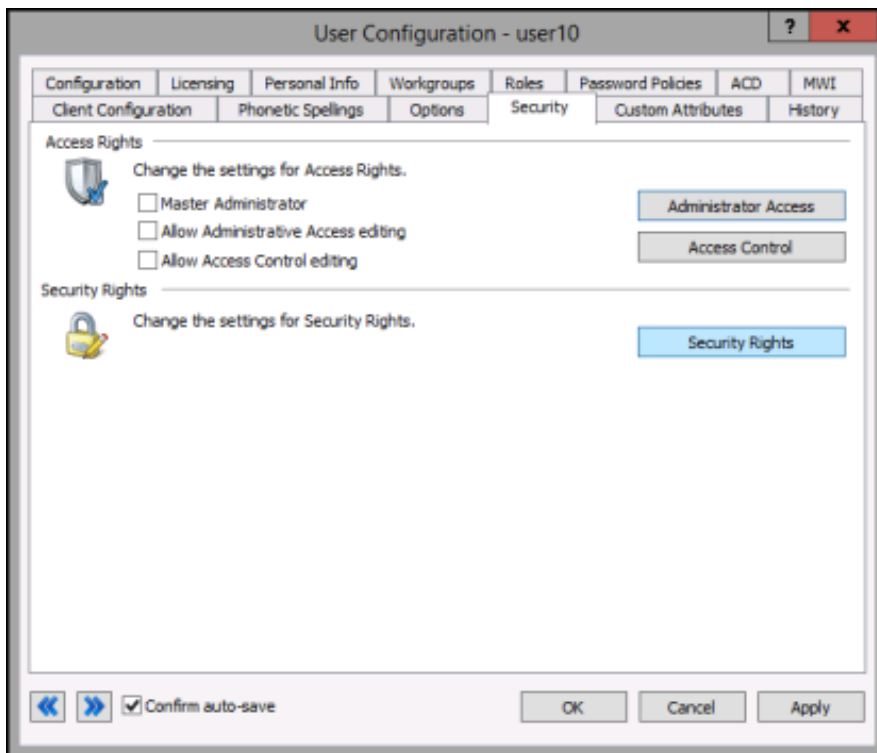 User Configuration - user10
? x
Configuration Licensing Personal Info Workgroups Roles Password Policies ACD MWI
Client Configuration Phonetic Spellings Options Security Custom Attributes History
Access Rights
Change the settings for Access Rights.
Master Administrator
Administrator Access
Allow Administrative Access editing
Access Control
Allow Access Control editing
Security Rights
Change the settings for Security Rights.
Security Rights
Confirm auto-save
OK Cancel Apply